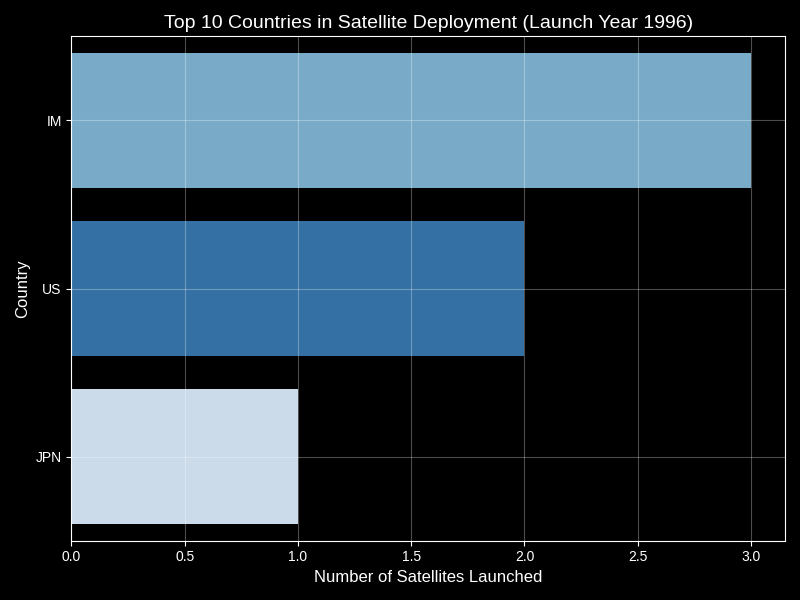 Top 10 Countries in Satellite Deployment (Launch Year 1996)
IM
US
JPN
Country
0.0 0.5 1.0 1.5 2.0 2.5 3.0
Number of Satellites Launched